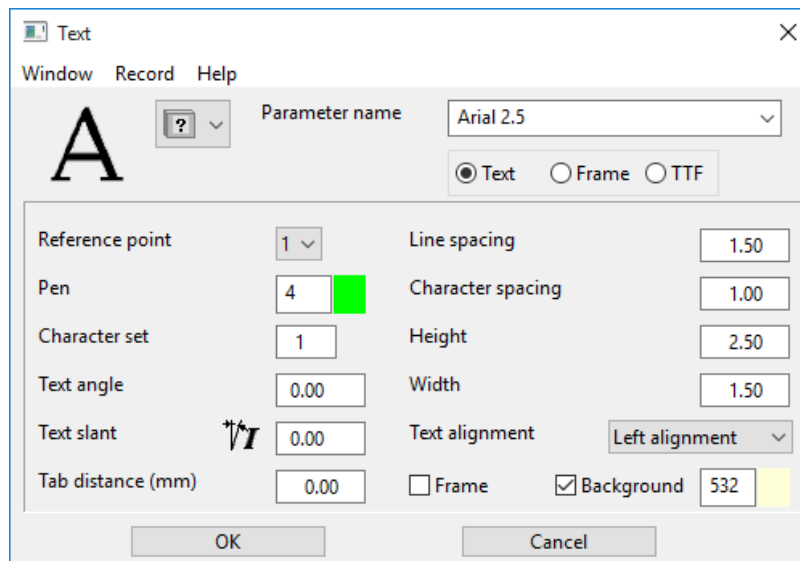 Text
Window Record Help
A ? Parameter name Arial 2.5
Text Frame TTF
Reference point 1 Line spacing 1.50
Pen 4 Character spacing 1.00
Character set 1 Height 2.50
Text angle 0.00 Width 1.50
Text slant I 0.00 Text alignment Left alignment
Tab distance (mm) 0.00 Frame Background 532
OK Cancel